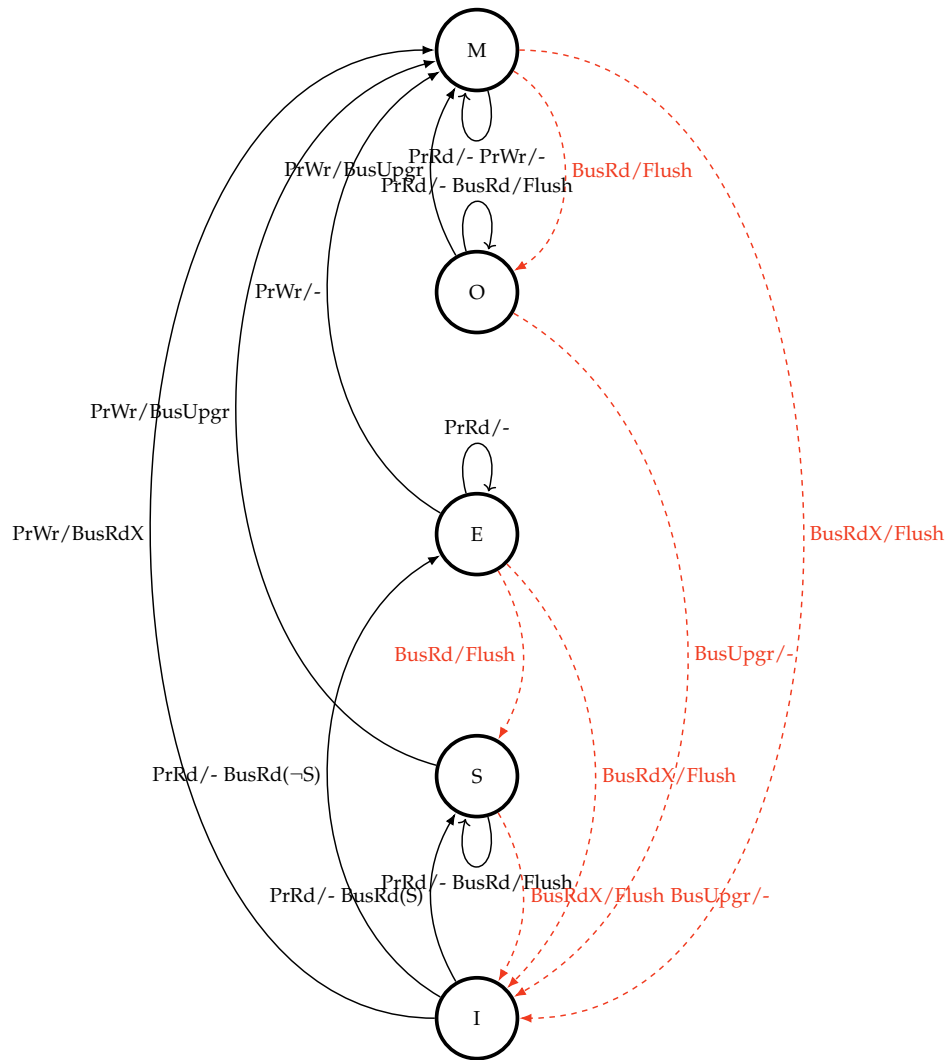 M
PrRd/- PrWr/-
PrWr/BusUpgr
BusRd/Flush
PrRd/- BusRd/Flush
O
PrWr/-
PrWr/BusUpgr
PrRd/-
PrWr/BusRdX
E
BusRdX/Flush
BusRd/Flush
BusUpgr/-
PrRd/- BusRd(¬S)
S
BusRdX/Flush
PrRd/- BusRd/Flush
PrRd/- BusRd(S)
BusRdX/Flush BusUpgr/-
I